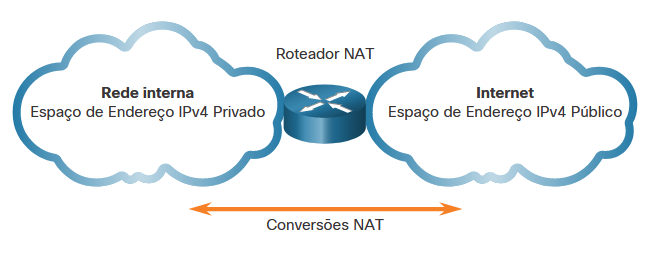 Roteador NAT
Rede interna
Espaço de Endereço IPv4 Privado
Internet
Espaço de Endereço IPv4 Público
Conversões NAT